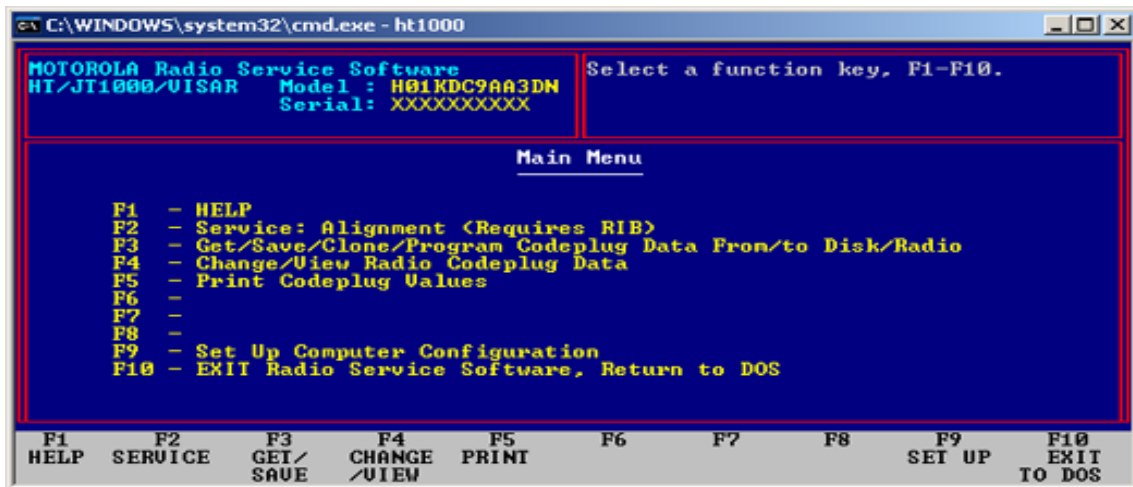 C:\WINDOWS\system32\cmd.exe - ht1000
MOTOROLA Radio Service Software
HT/JT1000/VISAR Model : H01KDC9AA3DN
Serial: XXXXXXXXXX
Select a function key, F1-F10.
Main Menu
F1 - HELP
F2 - Service: Alignment (Requires RIB)
F3 - Get/Save/Clone/Program Codeplug Data From/to Disk/Radio
F4 - Change/View Radio Codeplug Data
F5 - Print Codeplug Values
F6 -
F7 -
F8 -
F9 - Set Up Computer Configuration
F10 - EXIT Radio Service Software, Return to DOS
F1 F2 F3 F4 F5 F6 F7 F8 F9 F10
HELP SERVICE GET/ CHANGE PRINT SET UP EXIT
SAVE /VIEW TO DOS